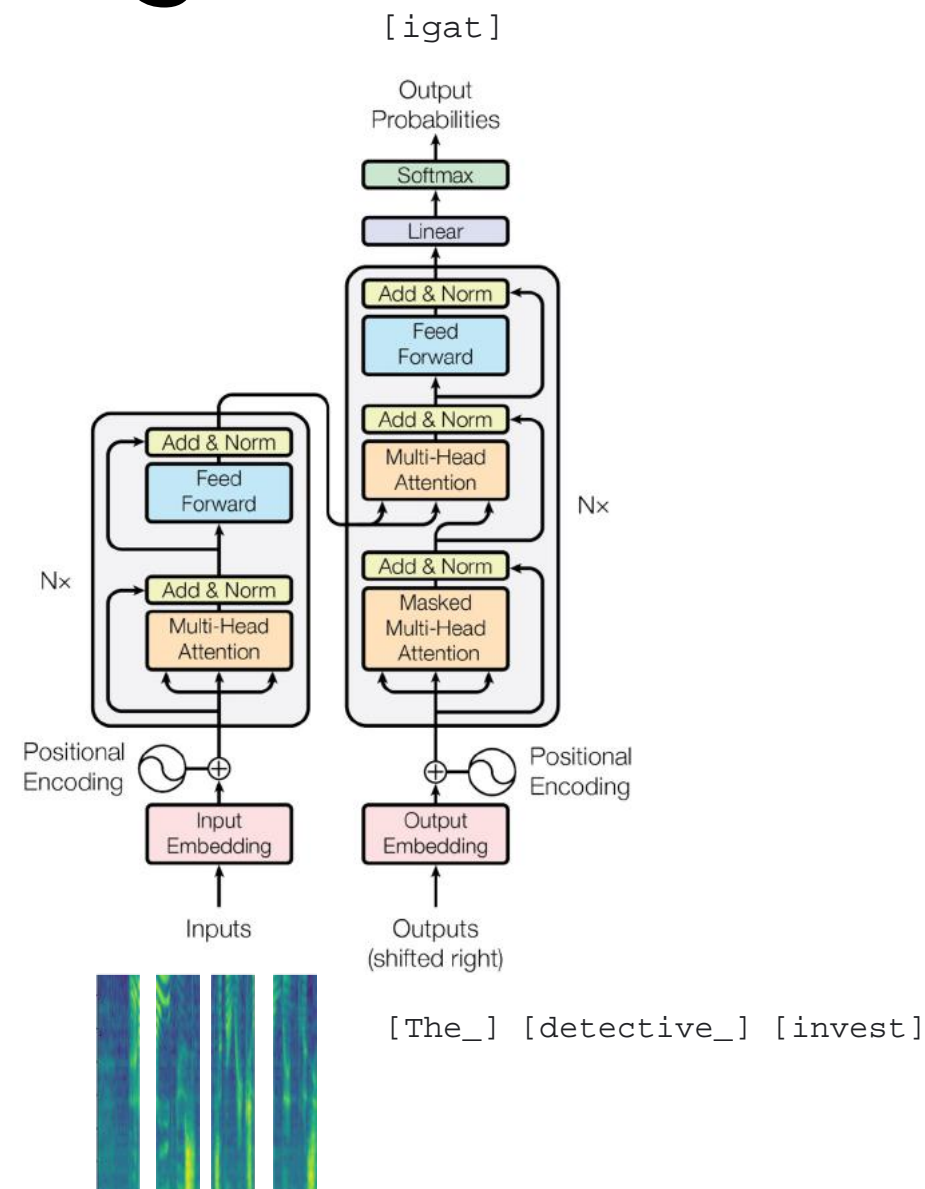 [igat]
Output
Probabilities
Softmax
Linear
Add & Norm
Feed
Forward
Add & Norm
Multi-Head
Attention
Nx
Add & Norm
Masked
Multi-Head
Attention
Add & Norm
Feed
Forward
Nx
Add & Norm
Multi-Head
Attention
Positional
Encoding
Positional
Encoding
Input
Embedding
Output
Embedding
Inputs
Outputs
(shifted right)
[The_] [detective_] [invest]